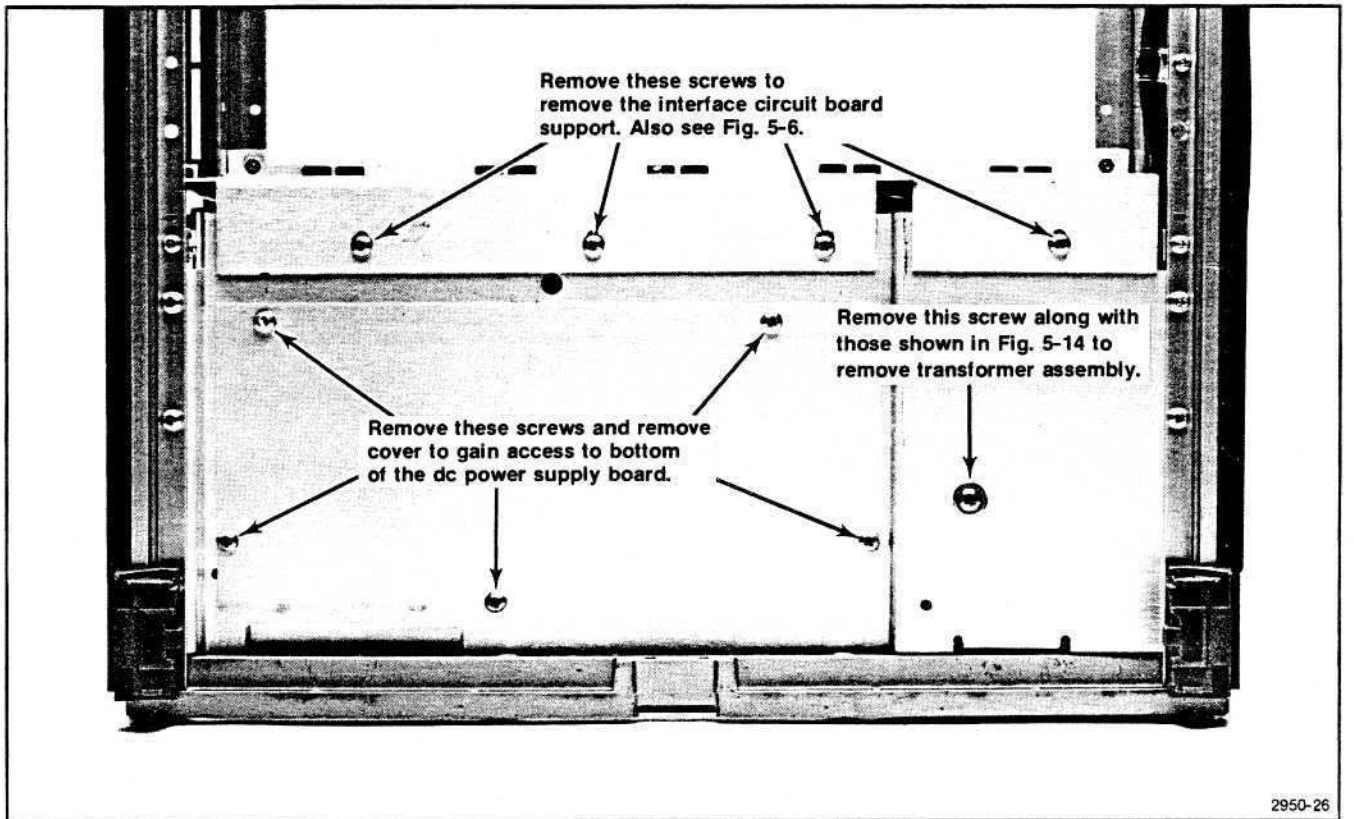 Remove these screws to
remove the interface circuit board
support. Also see Fig. 5-6.
Remove this screw along with
those shown in Fig. 5-14 to
remove transformer assembly.
Remove these screws and remove
cover to gain access to bottom
of the dc power supply board.
2950-26